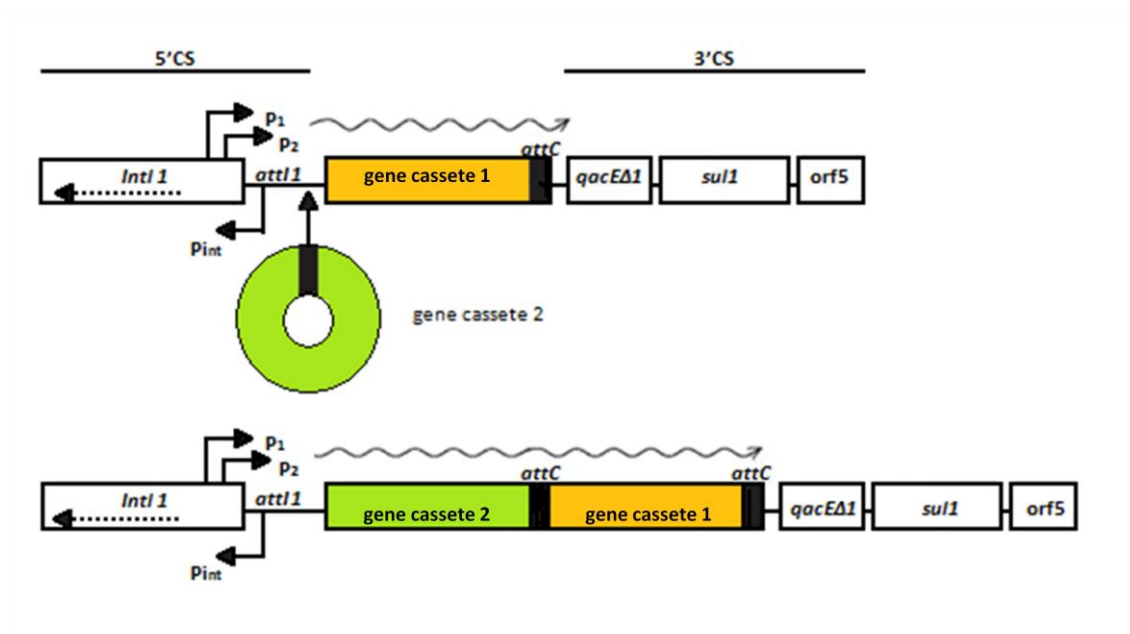 5'CS 3'CS
P1
P2
attC
Intl 1 attI1 gene cassete 1 qacEΔ1 sul1 orf5
Pint
gene cassete 2
P1
P2
attC attC
Intl 1 attI1 gene cassete 2 gene cassete 1 qacEΔ1 sul1 orf5
Pint